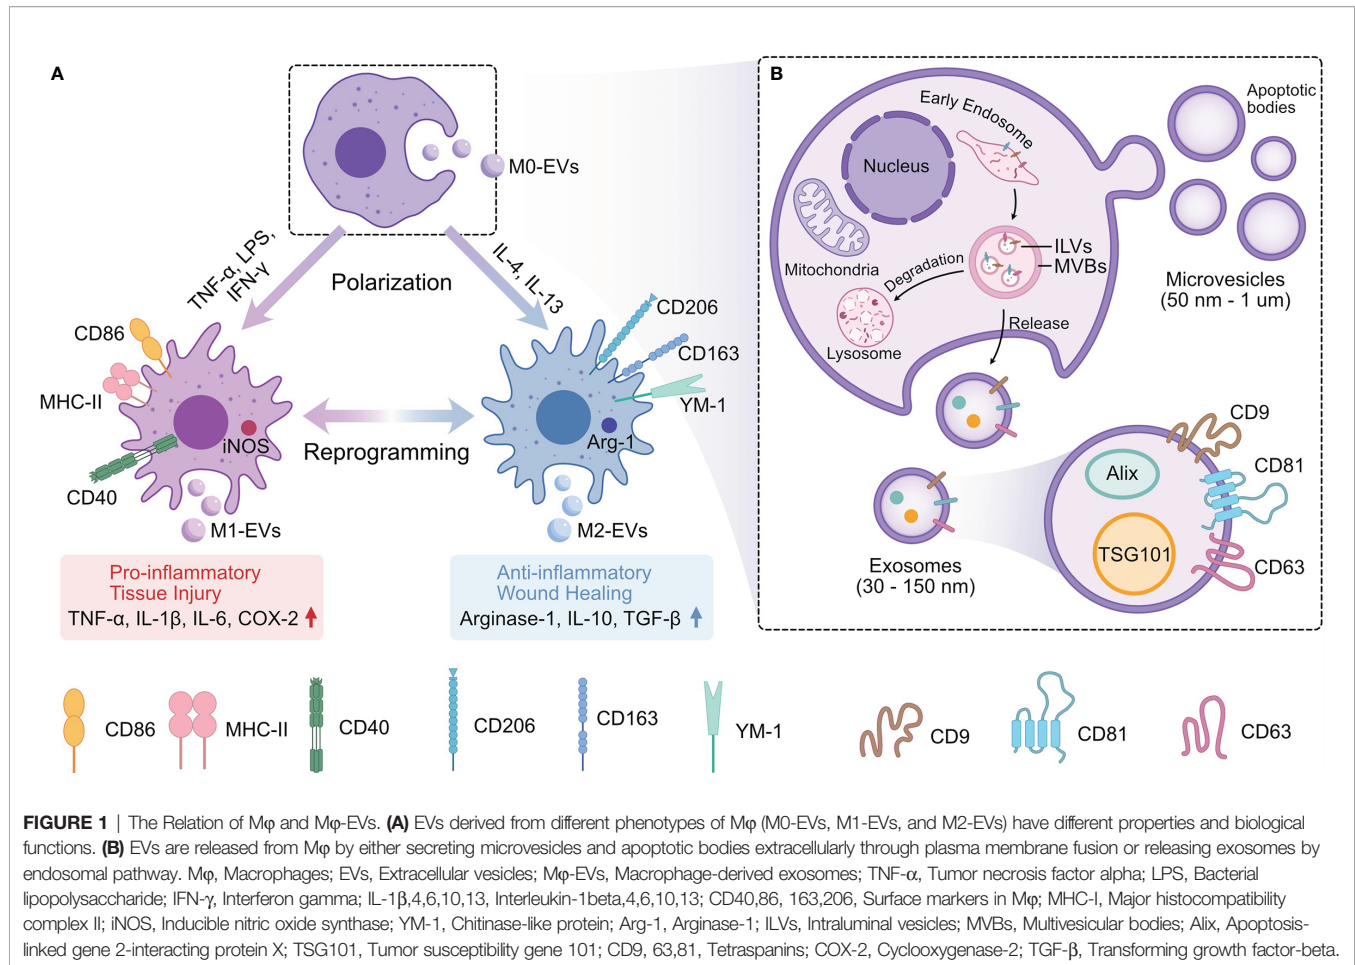 A
M0-EVs
TNF-α, LPS,
IFN-γ
IL-4, IL-13
Polarization
CD86
MHC-II
CD40
iNOS
M1-EVs
Reprogramming
CD206
CD163
YM-1
Arg-1
M2-EVs
Pro-inflammatory
Tissue Injury
TNF-α, IL-1β, IL-6, COX-2
Anti-inflammatory
Wound Healing
Arginase-1, IL-10, TGF-β
B
Early Endosome
Nucleus
Mitochondria
ILVs
MVBs
Degradation
Lysosome
Release
Apoptotic
bodies
Microvesicles
(50 nm - 1 um)
Exosomes
(30 - 150 nm)
Alix
TSG101
CD9
CD81
CD63
CD86
MHC-II
CD40
CD206
CD163
YM-1
CD9
CD81
CD63
FIGURE 1 | The Relation of Mφ and Mφ-EVs. (A) EVs derived from different phenotypes of Mφ (M0-EVs, M1-EVs, and M2-EVs) have different properties and biological
functions. (B) EVs are released from Mφ by either secreting microvesicles and apoptotic bodies extracellularly through plasma membrane fusion or releasing exosomes by
endosomal pathway. Mφ, Macrophages; EVs, Extracellular vesicles; Mφ-EVs, Macrophage-derived exosomes; TNF-α, Tumor necrosis factor alpha; LPS, Bacterial
lipopolysaccharide; IFN-γ, Interferon gamma; IL-1β,4,6,10,13, Interleukin-1beta,4,6,10,13; CD40,86, 163,206, Surface markers in Mφ; MHC-I, Major histocompatibility
complex II; iNOS, Inducible nitric oxide synthase; YM-1, Chitinase-like protein; Arg-1, Arginase-1; ILVs, Intraluminal vesicles; MVBs, Multivesicular bodies; Alix, Apoptosis-
linked gene 2-interacting protein X; TSG101, Tumor susceptibility gene 101; CD9, 63,81, Tetraspanins; COX-2, Cyclooxygenase-2; TGF-β, Transforming growth factor-beta.